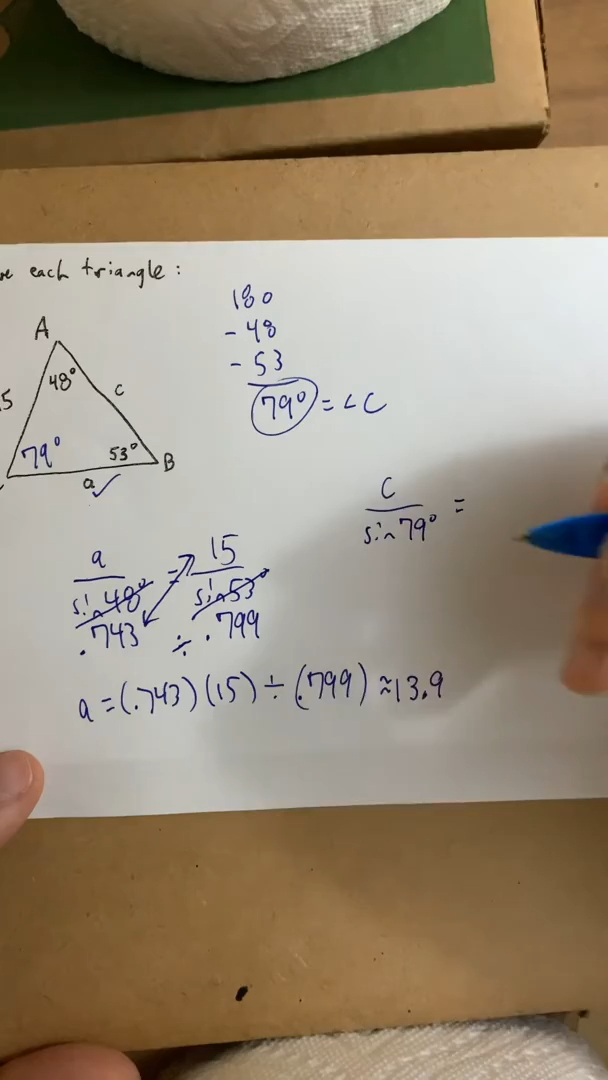 each triangle :
A
48°
c
5
79°
53°
B
a ✓
180
- 48
- 53
79° = ∠C
a = 15
sin 48° sin 53°
.743 ÷ .799
c =
sin 79°
a = (.743)(15) ÷ (.799) ≈ 13.9